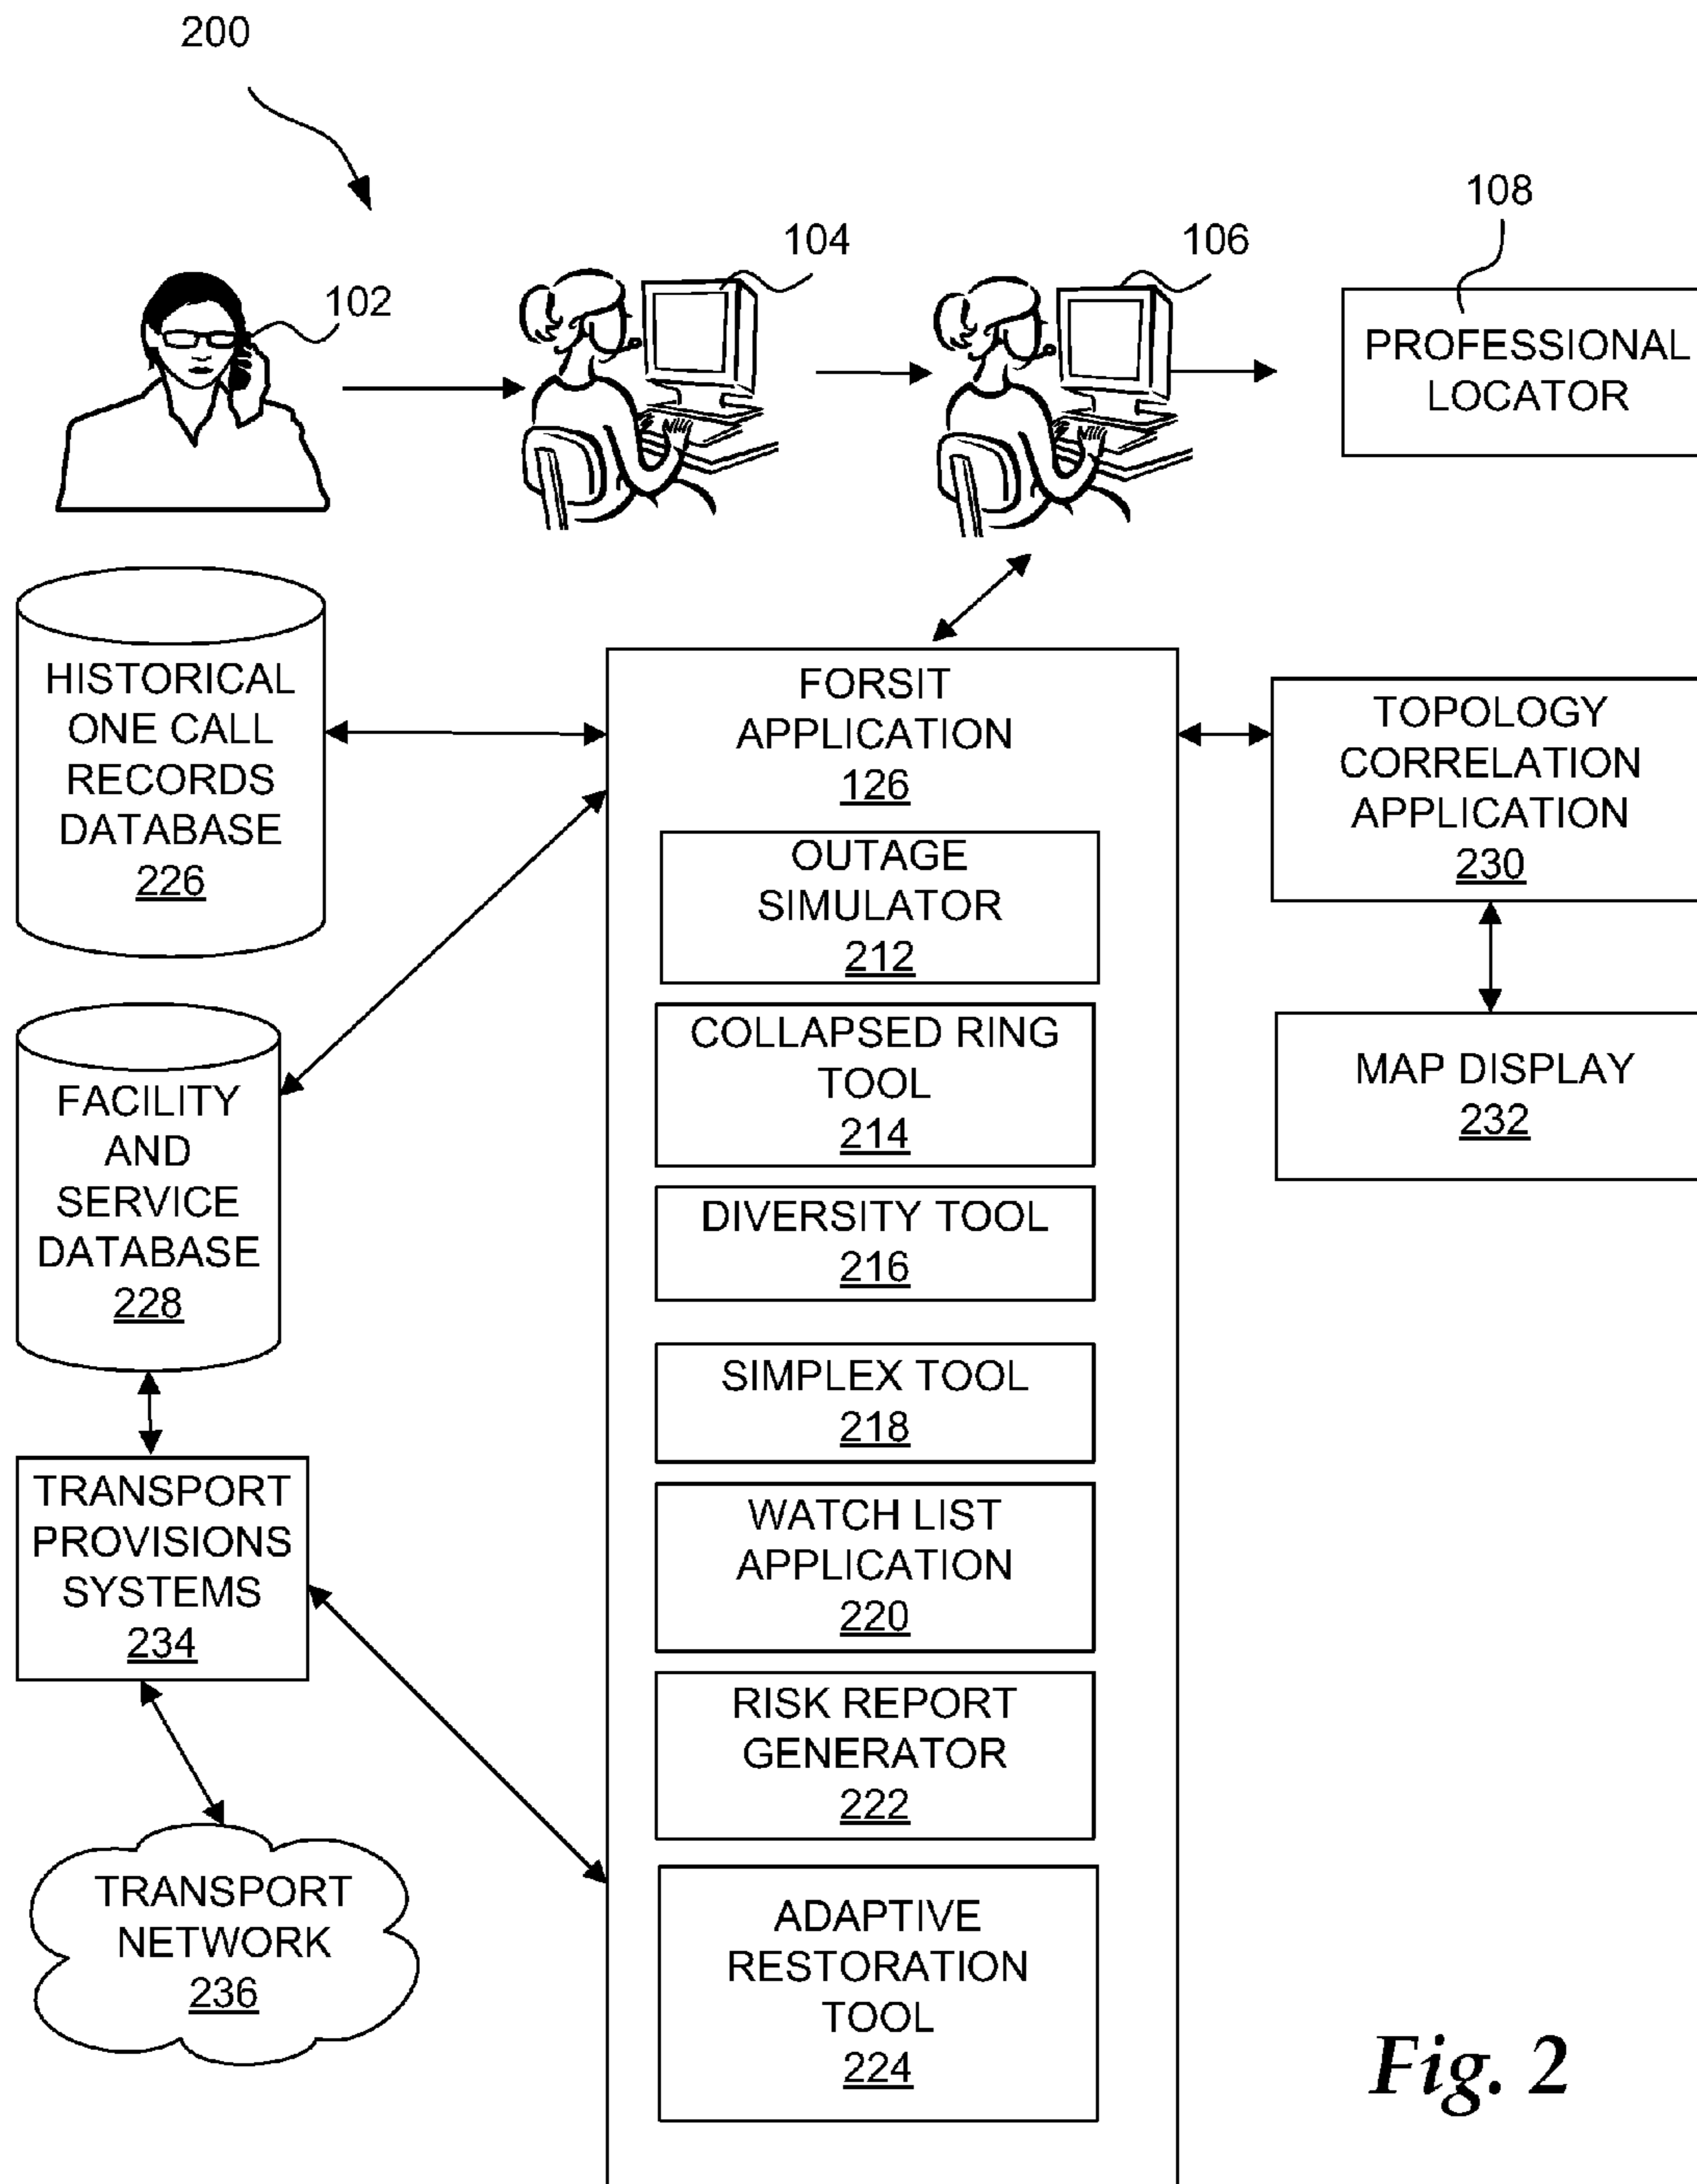 200
108
104
106
102
PROFESSIONAL
LOCATOR
HISTORICAL
ONE CALL
RECORDS
DATABASE
226
FORSIT
APPLICATION
126
TOPOLOGY
CORRELATION
APPLICATION
230
OUTAGE
SIMULATOR
212
COLLAPSED RING
TOOL
214
MAP DISPLAY
232
FACILITY
AND
SERVICE
DATABASE
228
DIVERSITY TOOL
216
SIMPLEX TOOL
218
TRANSPORT
PROVISIONS
SYSTEMS
234
WATCH LIST
APPLICATION
220
RISK REPORT
GENERATOR
222
TRANSPORT
NETWORK
236
ADAPTIVE
RESTORATION
TOOL
224
Fig. 2